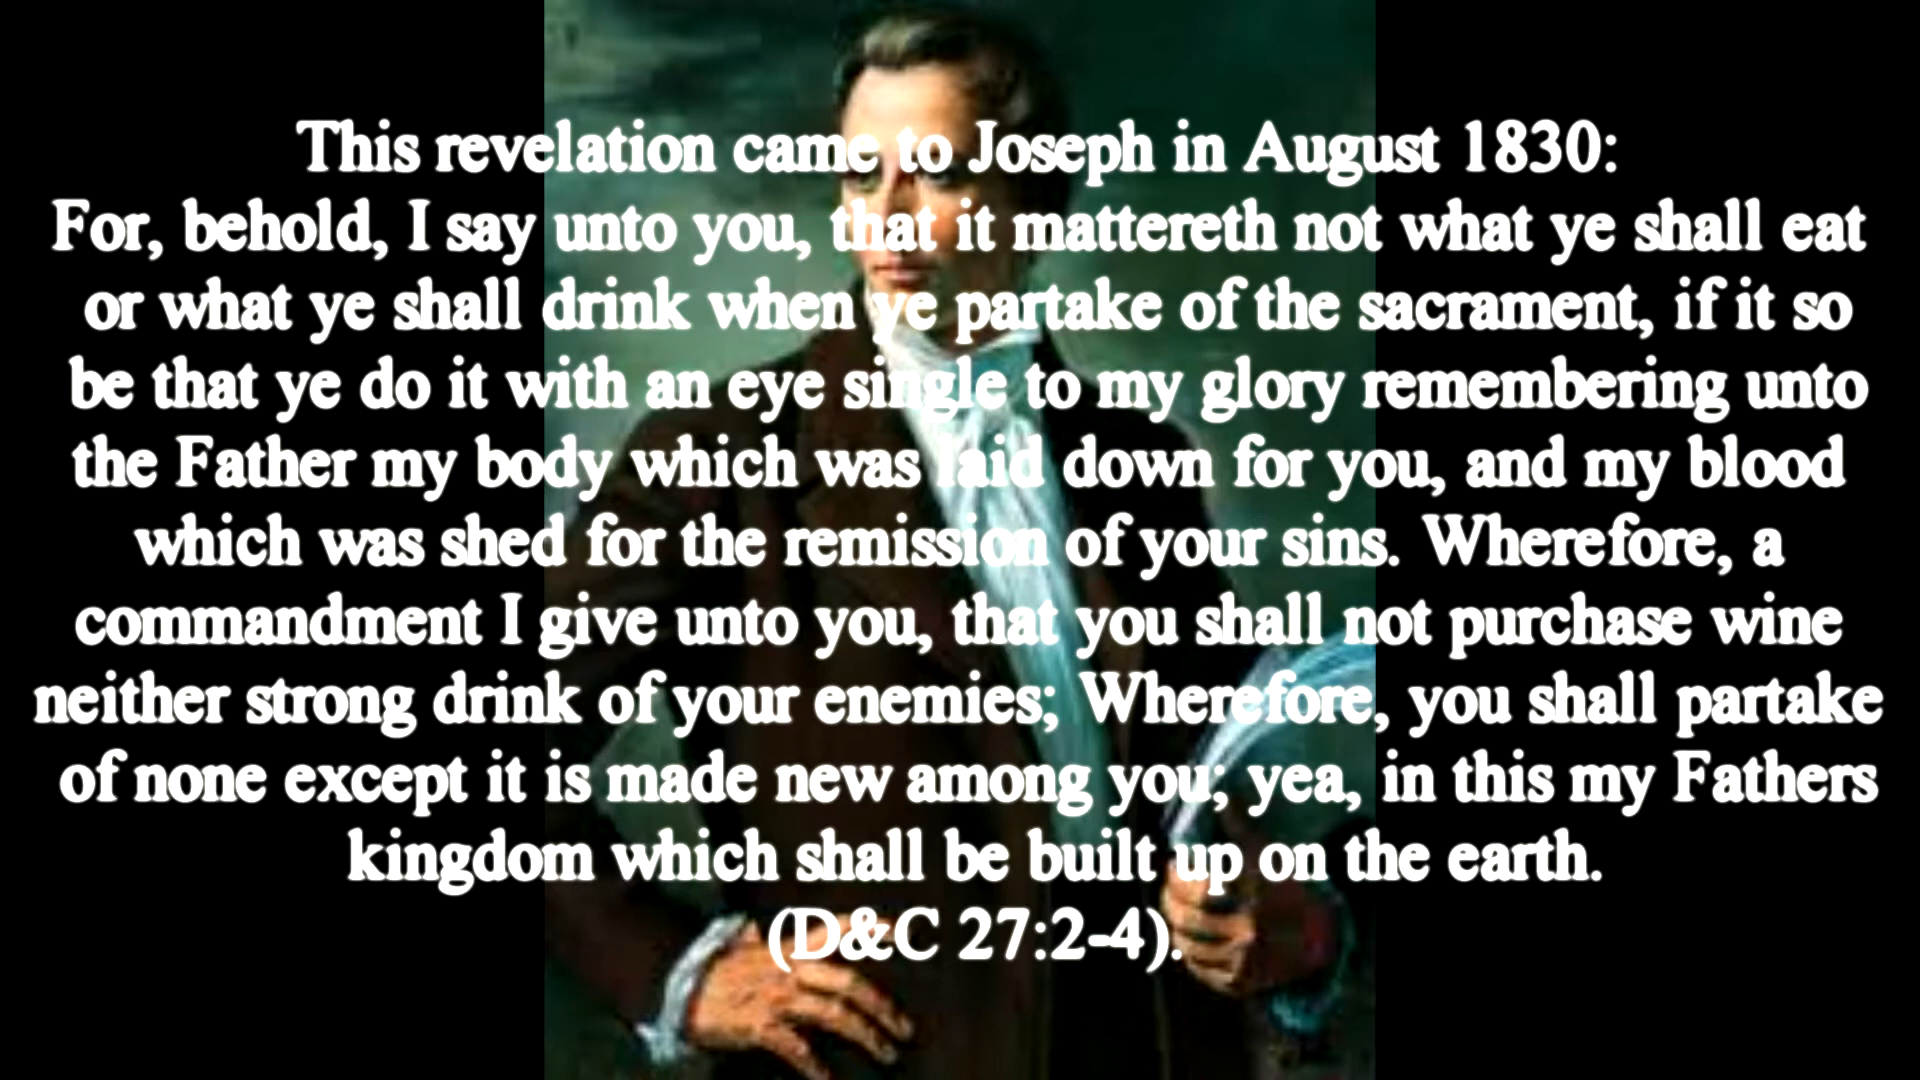 This revelation came to Joseph in August 1830:
For, behold, I say unto you, that it mattereth not what ye shall eat
or what ye shall drink when ye partake of the sacrament, if it so
be that ye do it with an eye single to my glory remembering unto
the Father my body which was laid down for you, and my blood
which was shed for the remission of your sins. Wherefore, a
commandment I give unto you, that you shall not purchase wine
neither strong drink of your enemies; Wherefore, you shall partake
of none except it is made new among you; yea, in this my Fathers
kingdom which shall be built up on the earth.
(D&C 27:2-4).